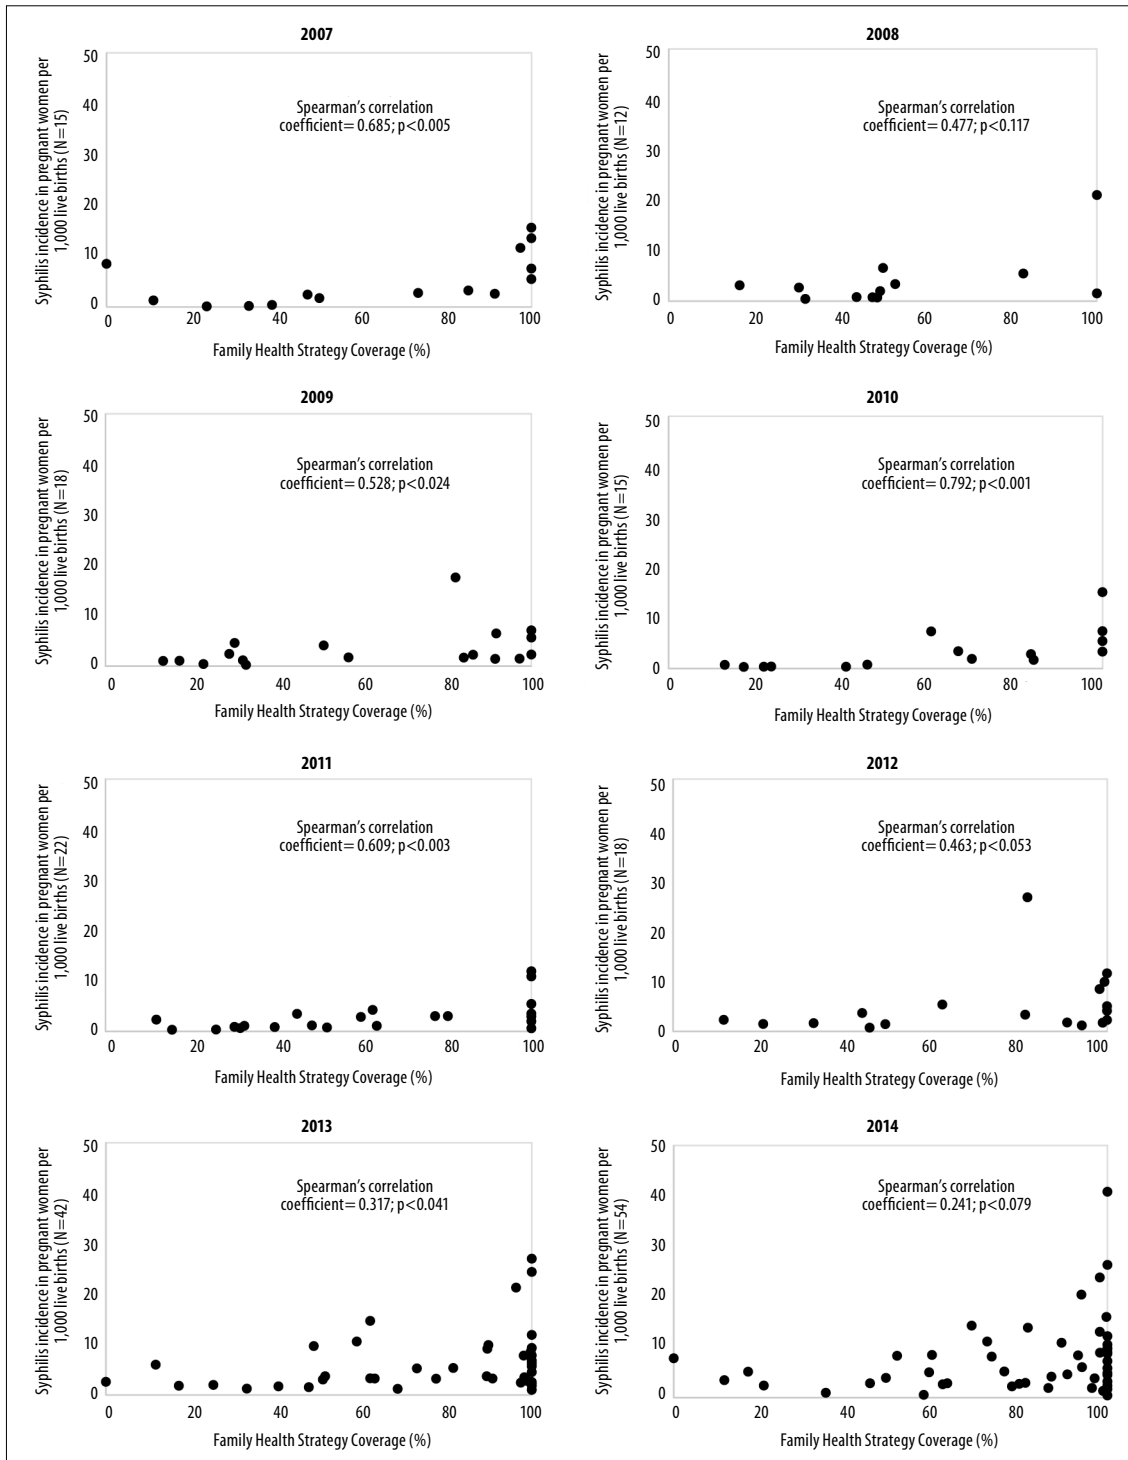 2007
Syphilis incidence in pregnant women per
1,000 live births (N=15)
50
40
30
20
10
0
Spearman's correlation
coefficient= 0.685; p<0.005
0 20 40 60 80 100
Family Health Strategy Coverage (%)
2008
Syphilis incidence in pregnant women per
1,000 live births (N=12)
50
40
30
20
10
0
Spearman's correlation
coefficient= 0.477; p<0.117
0 20 40 60 80 100
Family Health Strategy Coverage (%)
2009
Syphilis incidence in pregnant women per
1,000 live births (N=18)
50
40
30
20
10
0
Spearman's correlation
coefficient= 0.528; p<0.024
0 20 40 60 80 100
Family Health Strategy Coverage (%)
2010
Syphilis incidence in pregnant women per
1,000 live births (N=15)
50
40
30
20
10
0
Spearman's correlation
coefficient= 0.792; p<0.001
0 20 40 60 80 100
Family Health Strategy Coverage (%)
2011
Syphilis incidence in pregnant women per
1,000 live births (N=22)
50
40
30
20
10
0
Spearman's correlation
coefficient= 0.609; p<0.003
0 20 40 60 80 100
Family Health Strategy Coverage (%)
2012
Syphilis incidence in pregnant women per
1,000 live births (N=18)
50
40
30
20
10
0
Spearman's correlation
coefficient= 0.463; p<0.053
0 20 40 60 80 100
Family Health Strategy Coverage (%)
2013
Syphilis incidence in pregnant women per
1,000 live births (N=42)
50
40
30
20
10
0
Spearman's correlation
coefficient= 0.317; p<0.041
0 20 40 60 80 100
Family Health Strategy Coverage (%)
2014
Syphilis incidence in pregnant women per
1,000 live births (N=54)
50
40
30
20
10
0
Spearman's correlation
coefficient= 0.241; p<0.079
0 20 40 60 80 100
Family Health Strategy Coverage (%)